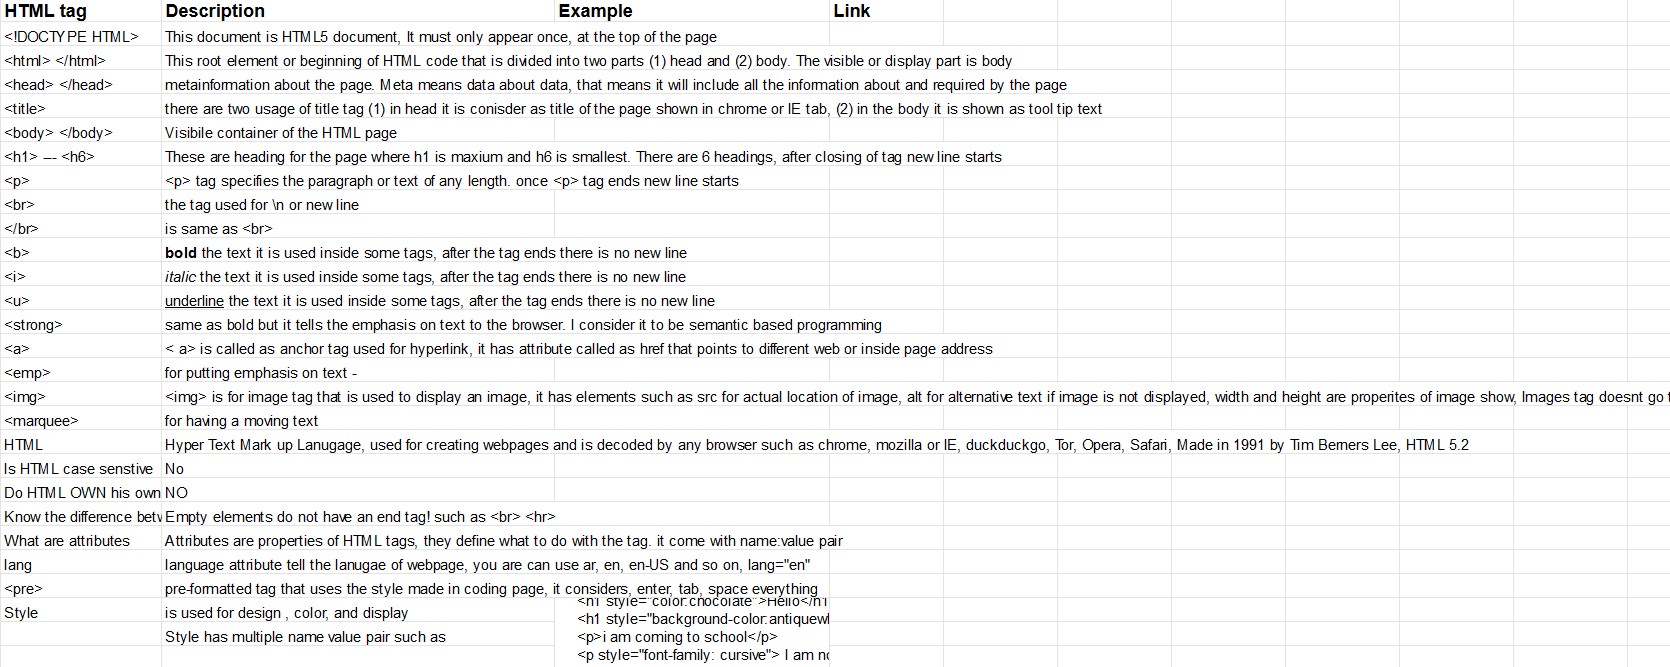 HTML tag Description Example Link
<!DOCTYPE HTML> This document is HTML5 document, It must only appear once, at the top of the page
<html> </html> This root element or beginning of HTML code that is divided into two parts (1) head and (2) body. The visible or display part is body
<head> </head> metainformation about the page. Meta means data about data, that means it will include all the information about and required by the page
<title> there are two usage of title tag (1) in head it is conisder as title of the page shown in chrome or IE tab, (2) in the body it is shown as tool tip text
<body> </body> Visibile container of the HTML page
<h1> --- <h6> These are heading for the page where h1 is maxium and h6 is smallest. There are 6 headings, after closing of tag new line starts
<p> <p> tag specifies the paragraph or text of any length. once <p> tag ends new line starts
<br> the tag used for \n or new line
</br> is same as <br>
<b> bold the text it is used inside some tags, after the tag ends there is no new line
<i> italic the text it is used inside some tags, after the tag ends there is no new line
<u> underline the text it is used inside some tags, after the tag ends there is no new line
<strong> same as bold but it tells the emphasis on text to the browser. I consider it to be semantic based programming
<a> < a> is called as anchor tag used for hyperlink, it has attribute called as href that points to different web or inside page address
<emp> for putting emphasis on text -
<img> <img> is for image tag that is used to display an image, it has elements such as src for actual location of image, alt for alternative text if image is not displayed, width and height are properites of image show, Images tag doesnt go
<marquee> for having a moving text
HTML Hyper Text Mark up Lanugage, used for creating webpages and is decoded by any browser such as chrome, mozilla or IE, duckduckgo, Tor, Opera, Safari, Made in 1991 by Tim Berners Lee, HTML 5.2
Is HTML case senstive No
Do HTML OWN his own NO
Know the difference Empty elements do not have an end tag! such as <br> <hr>
What are attributes Attributes are properties of HTML tags, they define what to do with the tag. it come with name:value pair
lang language attribute tell the lanugae of webpage, you are can use ar, en, en-US and so on, lang="en"
<pre> pre-formatted tag that uses the style made in coding page, it considers, enter, tab, space everything
<h1 style="color:chocolate">Hello</h1
Style is used for design , color, and display
<h1 style="background-color:antiquewl
Style has multiple name value pair such as <p>i am coming to school</p>
<p style="font-family: cursive"> I am